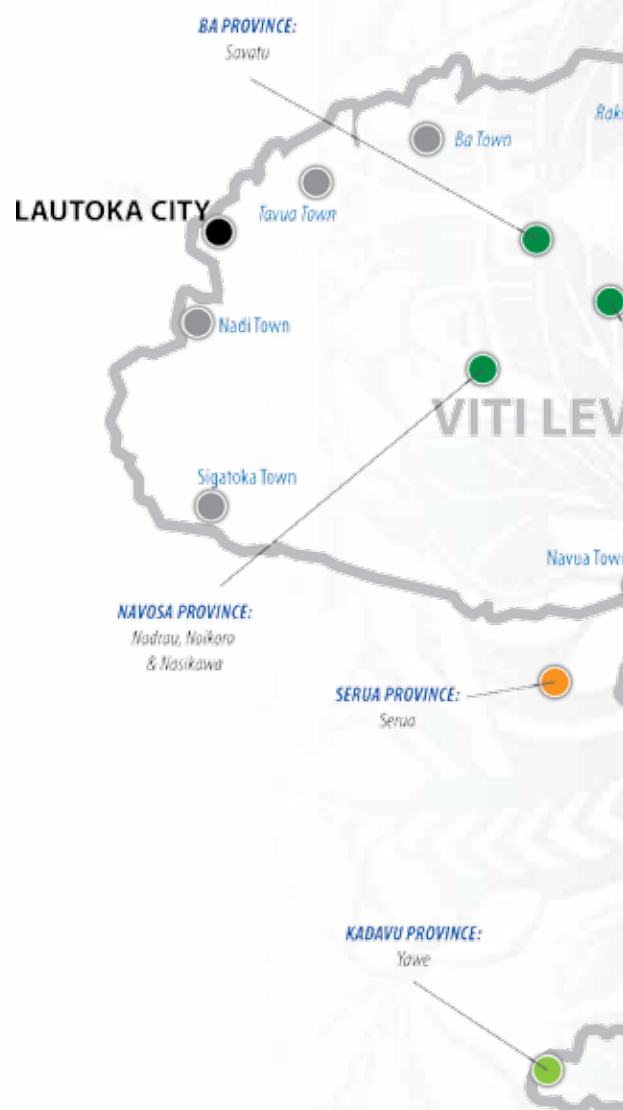 BA PROVINCE:
Savatu
Ba Town
LAUTOKA CITY
Tavua Town
Nadi Town
VITI LEV
Sigatoka Town
Navua Town
NAVOSA PROVINCE:
Nadrau, Noikoro
& Nasikawa
SERUA PROVINCE:
Serua
KADAVU PROVINCE:
Yawe